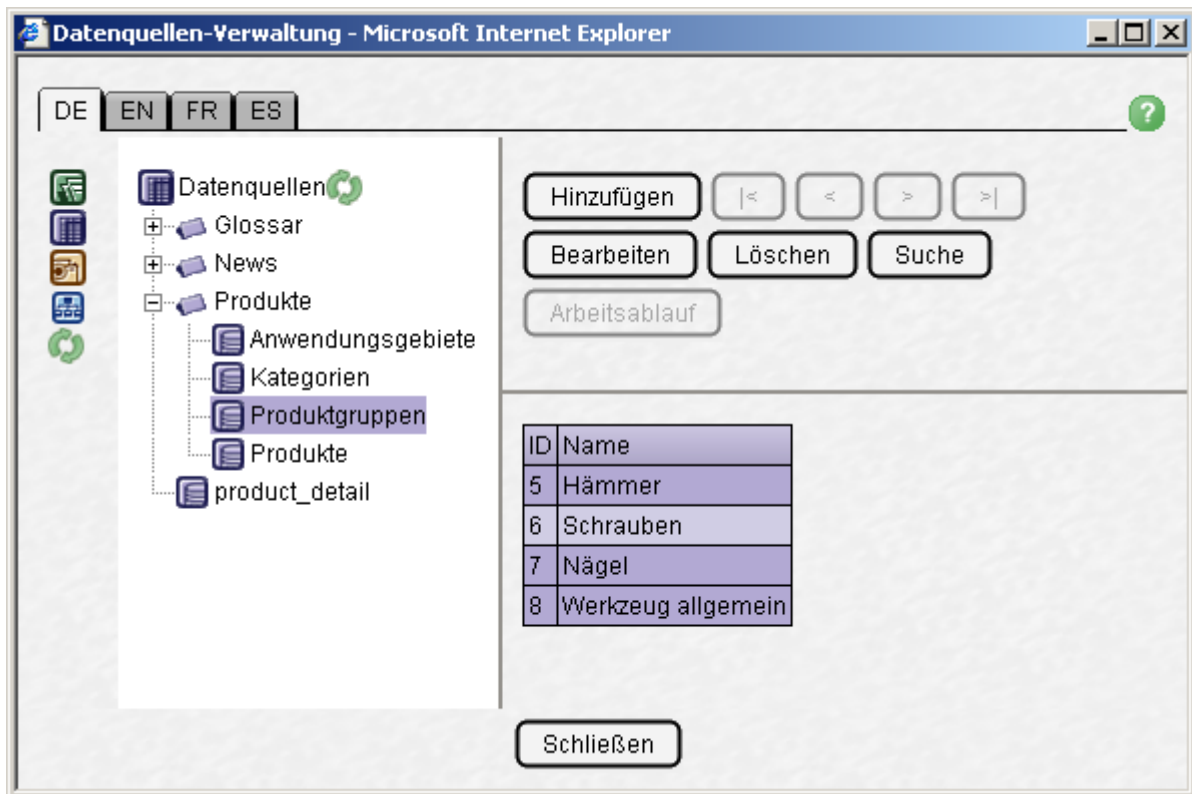 Datenquellen-Verwaltung - Microsoft Internet Explorer
DE EN FR ES
?
Datenquellen
Glossar
News
Produkte
Anwendungsgebiete
Kategorien
Produktgruppen
Produkte
product_detail
Hinzufügen |< < > >|
Bearbeiten Löschen Suche
Arbeitsablauf
ID Name
5 Hämmer
6 Schrauben
7 Nägel
8 Werkzeug allgemein
Schließen